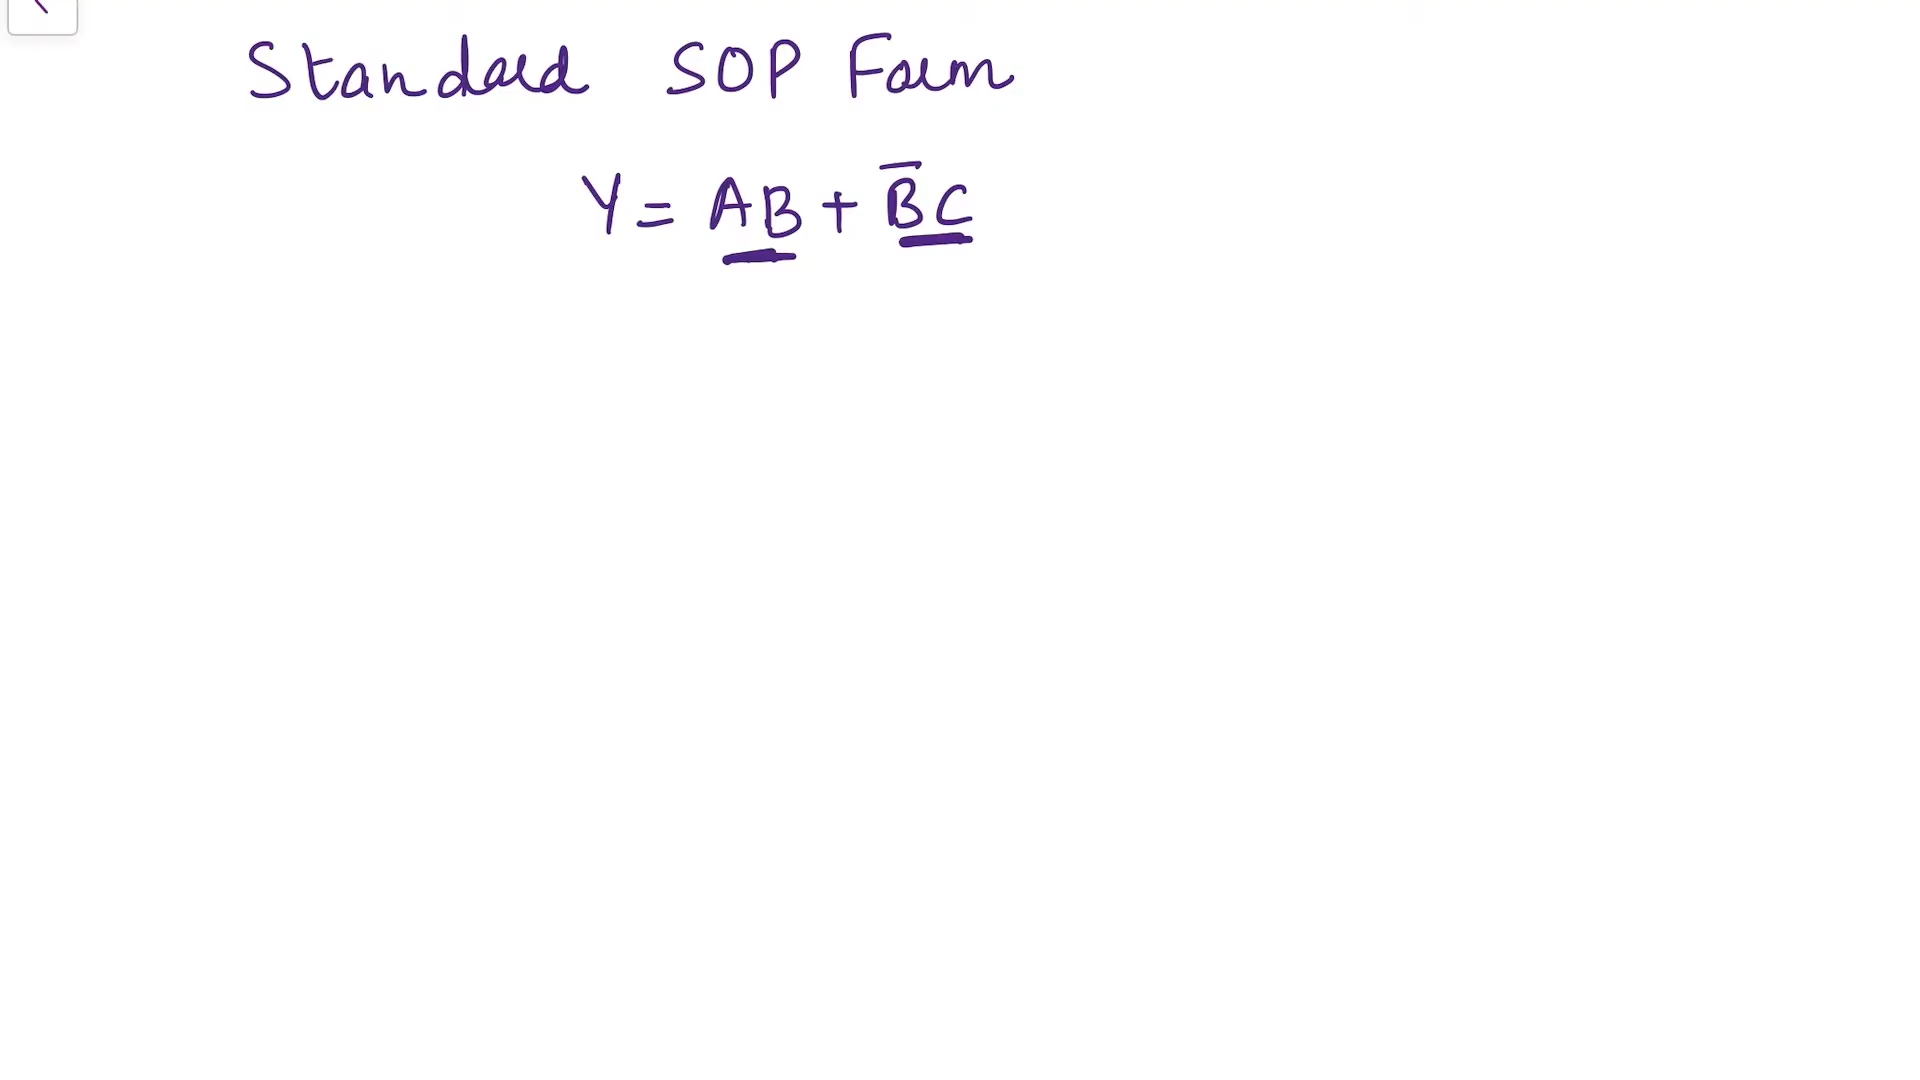 Standard SOP Form
Y = AB + B̅C